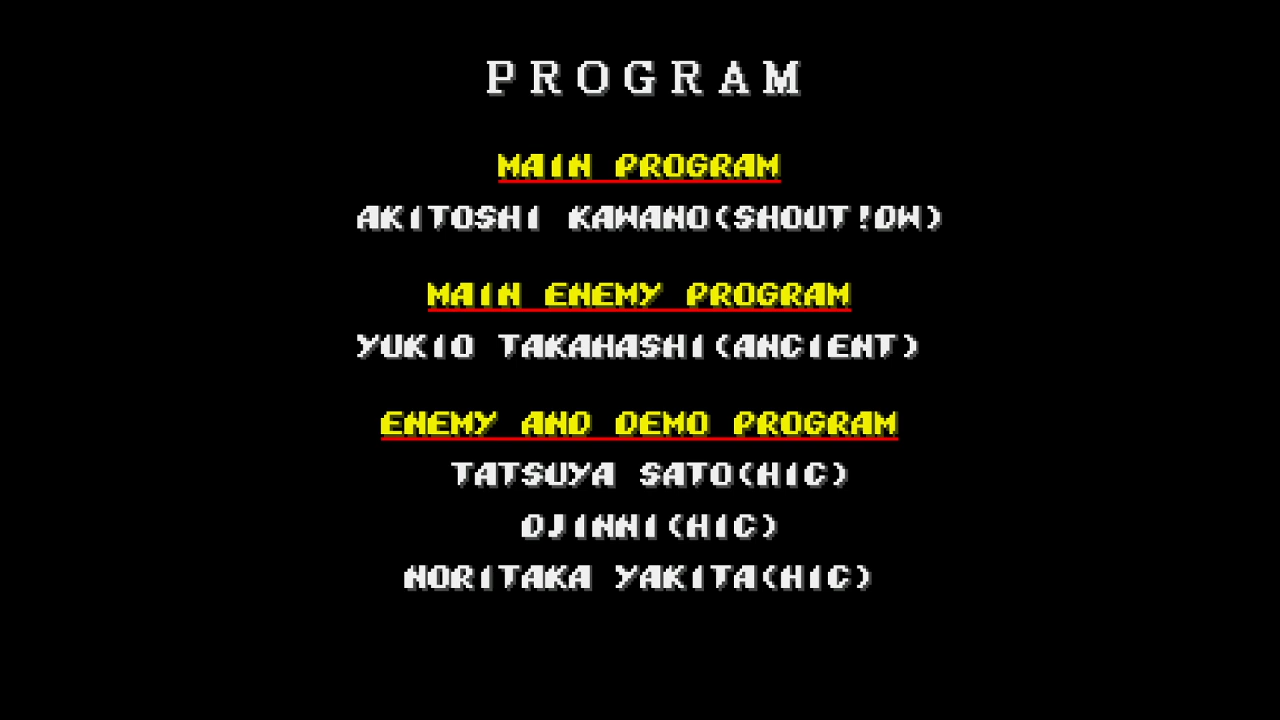 PROGRAM
MAIN PROGRAM
AKITOSHI KAWANO(SHOUT!DW)
MAIN ENEMY PROGRAM
YUKIO TAKAHASHI(ANCIENT)
ENEMY AND DEMO PROGRAM
TATSUYA SATO(HIC)
DJINNI(HIC)
NORITAKA YAKITA(HIC)